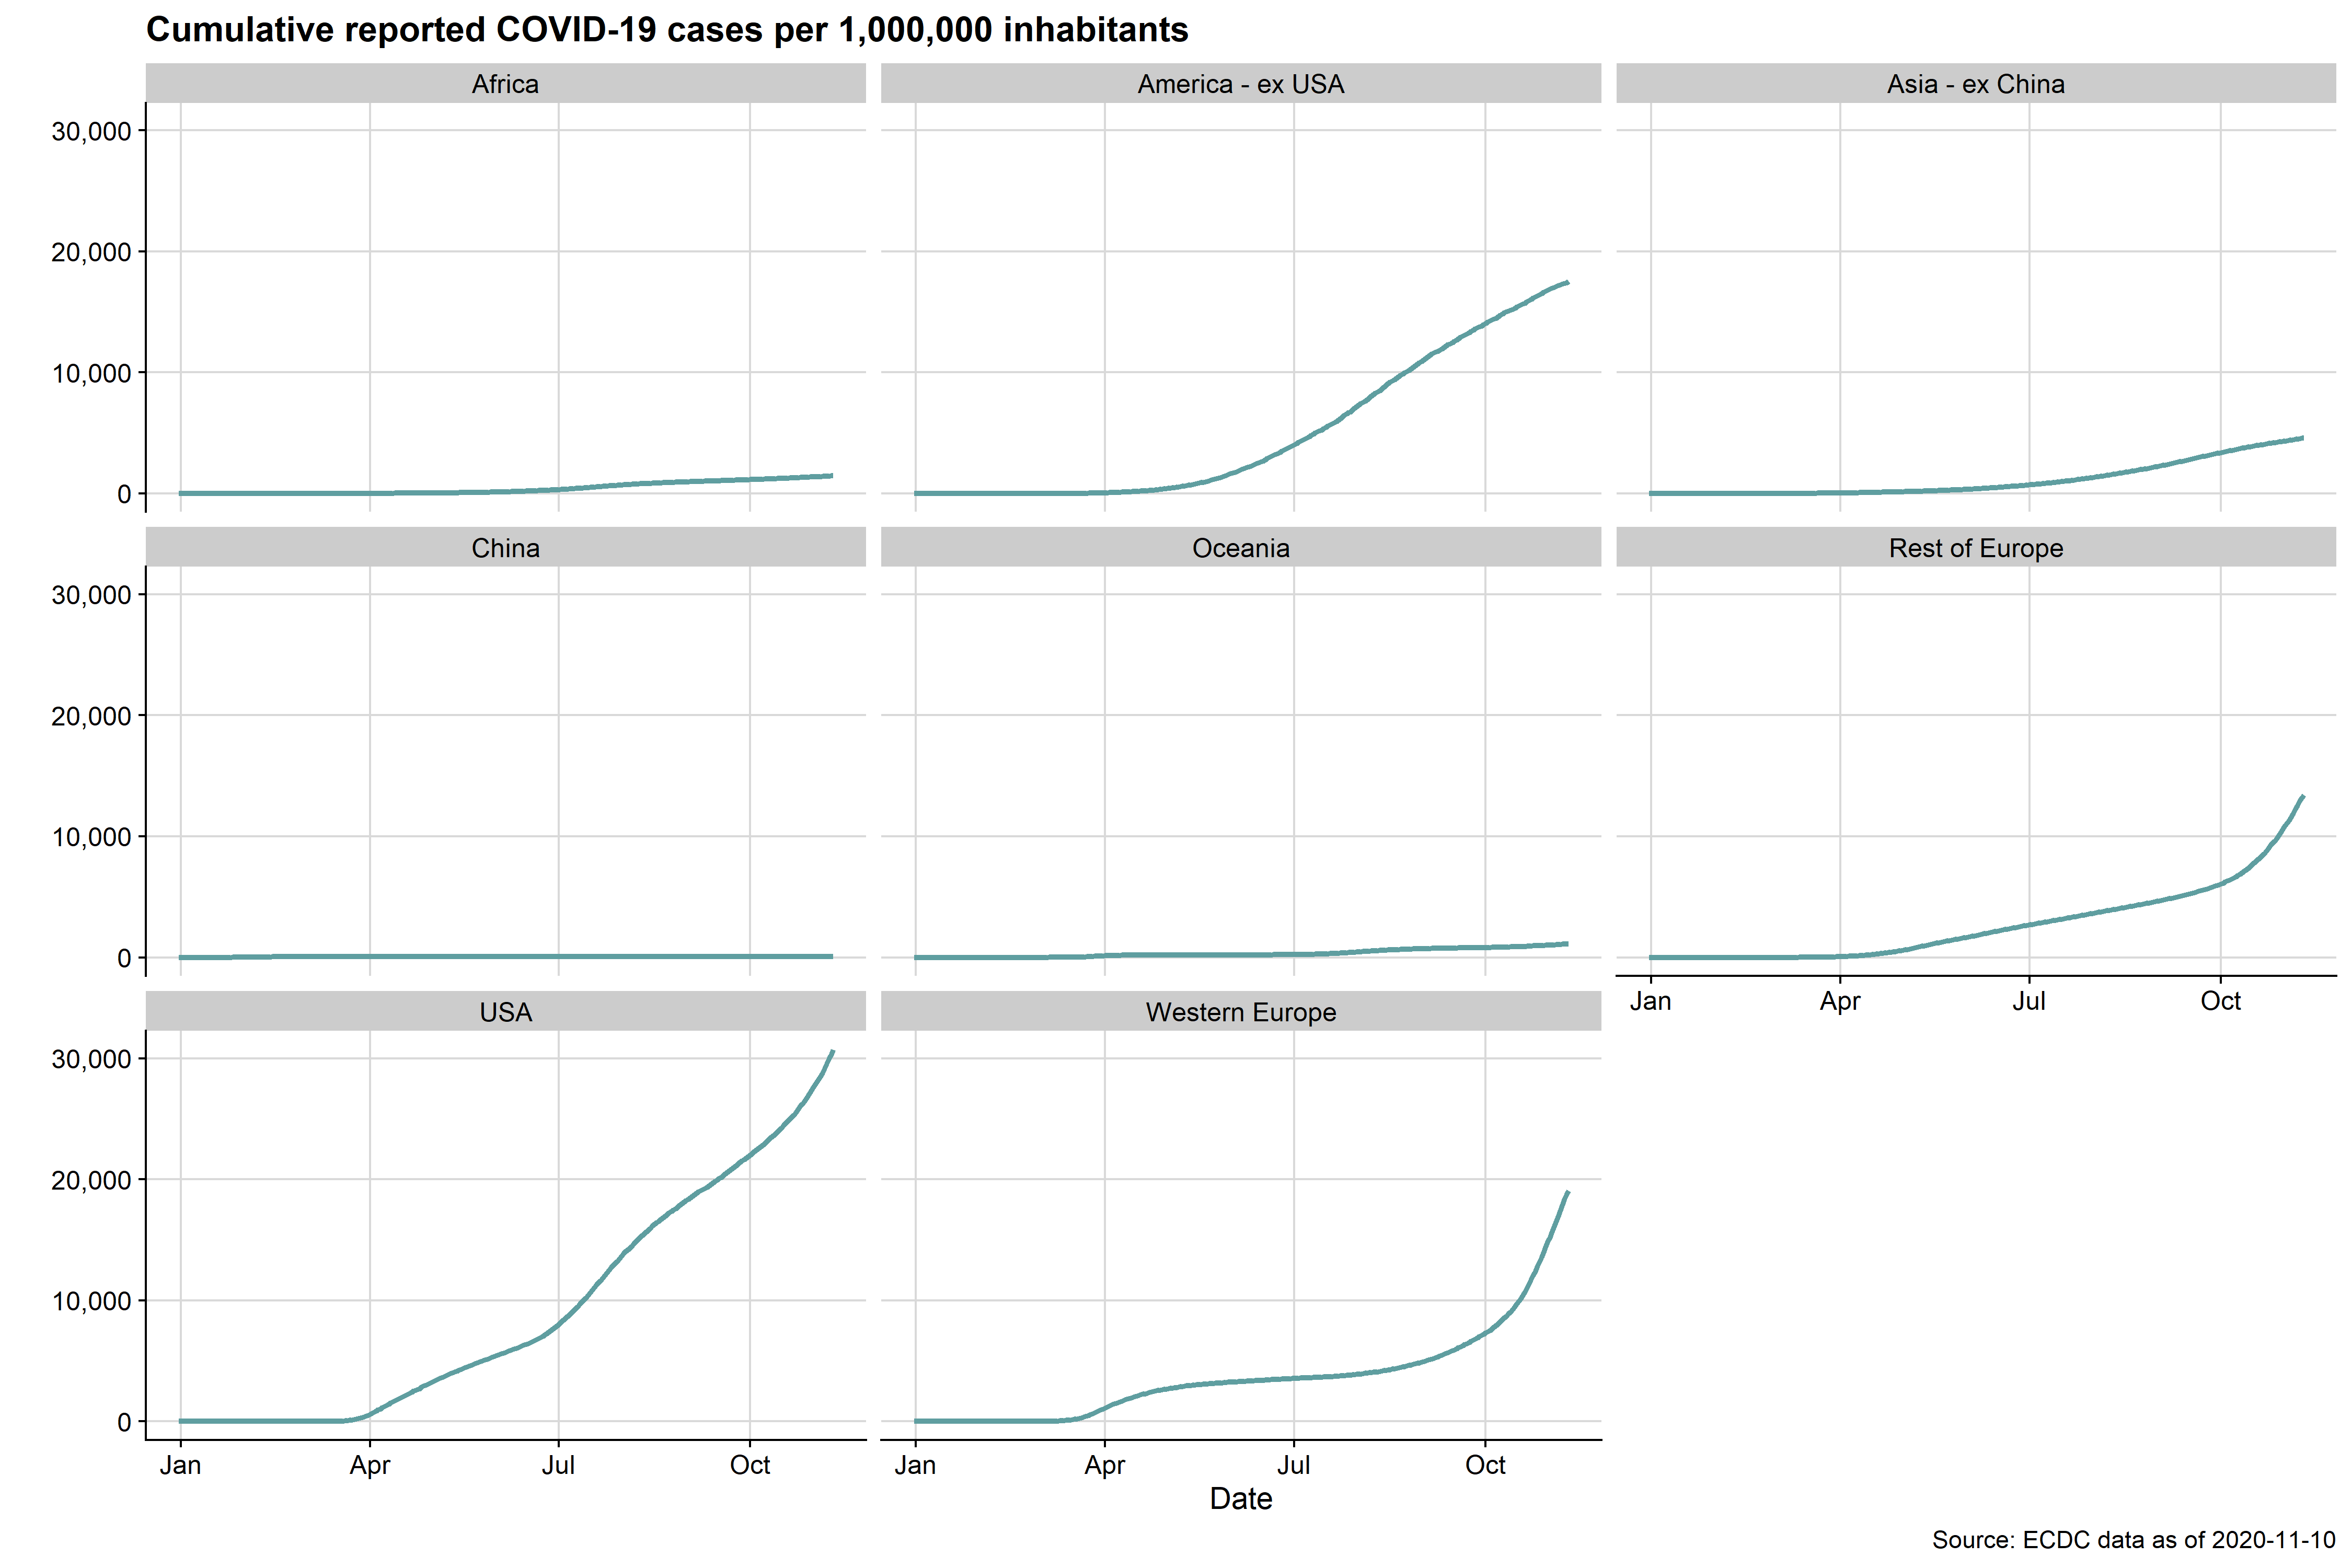 Cumulative reported COVID-19 cases per 1,000,000 inhabitants
Africa
America - ex USA
Asia - ex China
30,000
20,000
10,000
0
China
Oceania
Rest of Europe
30,000
20,000
10,000
0
Jan Apr Jul Oct
USA
Western Europe
30,000
20,000
10,000
0
Jan Apr Jul Oct
Jan Apr Jul Oct
Date
Source: ECDC data as of 2020-11-10